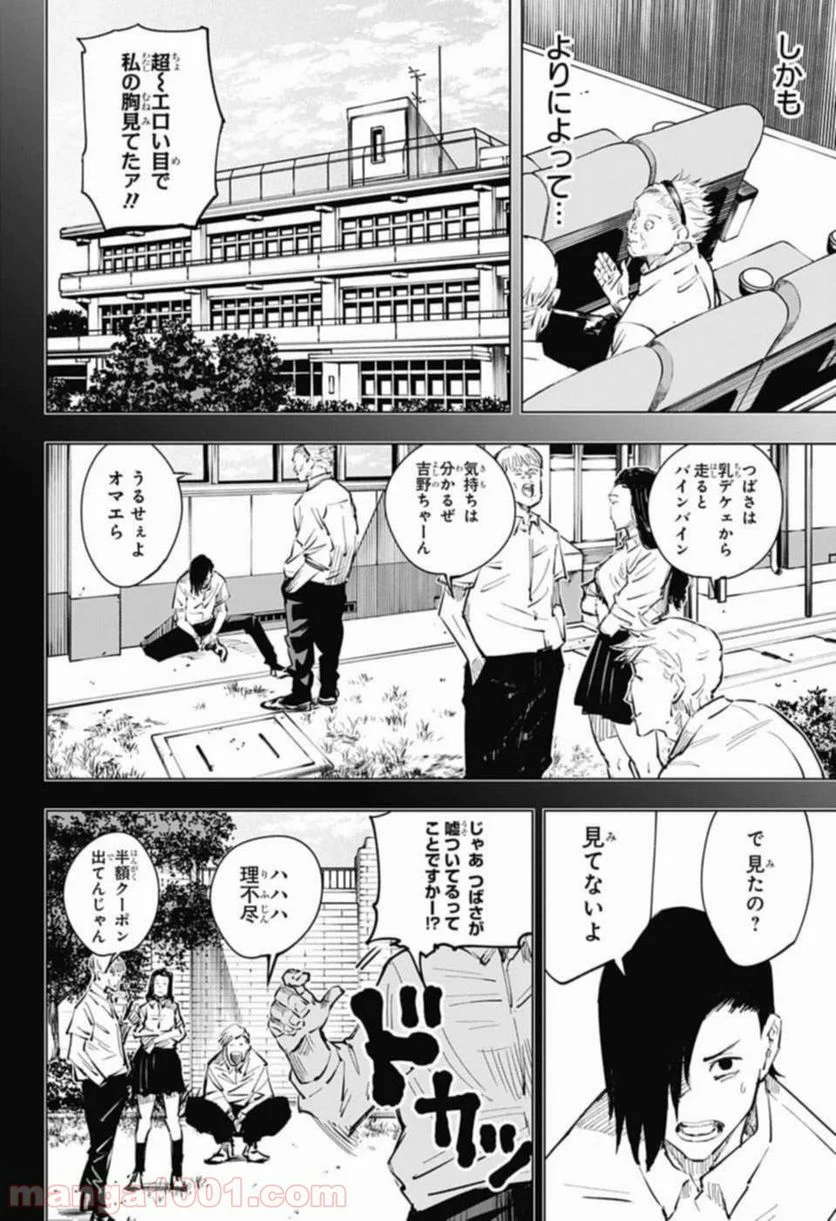 しかも
よりによって…
超～エロい目で
私の胸見てたァ!!
つばさは
乳デケェから
走ると
バインバイン
気持ちは
分かるぜ
吉野ちゃーん
うるせぇよ
オマエら
で 見たの?
見てないよ
じゃあ つばさが
嘘ついてるって
ことですかー!?
ドカッ
ハハハ
理不尽
半額クーポン
出てんじゃん
manga1001.com